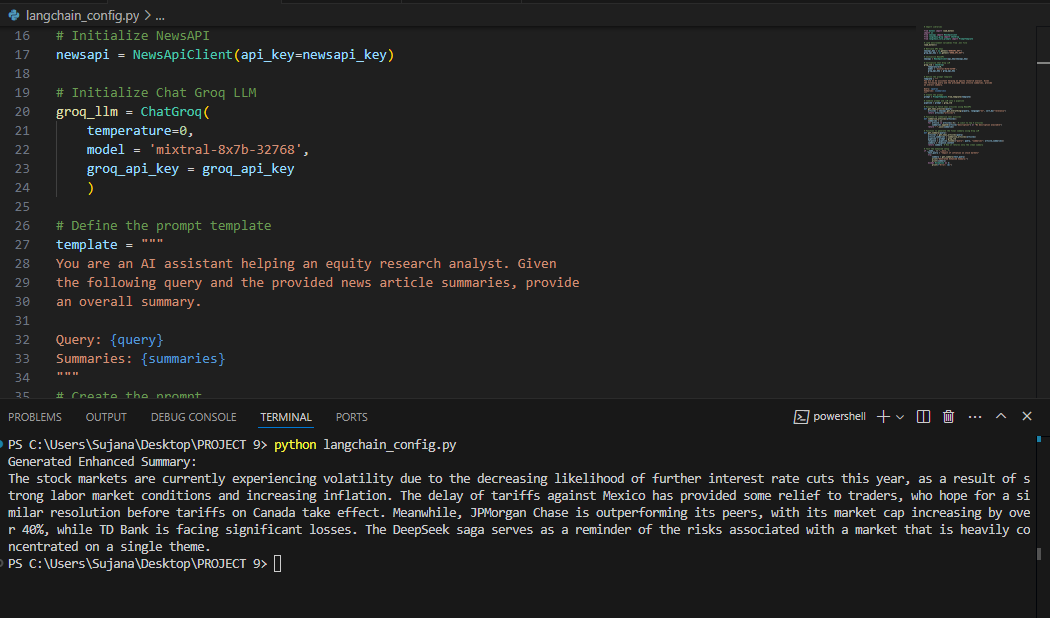 langchain_config.py > ...
16 # Initialize NewsAPI
17 newsapi = NewsApiClient(api_key=newsapi_key)
18
19 # Initialize Chat Groq LLM
20 groq_llm = ChatGroq(
21     temperature=0,
22     model = 'mixtral-8x7b-32768',
23     groq_api_key = groq_api_key
24     )
25
26 # Define the prompt template
27 template = """
28 You are an AI assistant helping an equity research analyst. Given
29 the following query and the provided news article summaries, provide
30 an overall summary.
31
32 Query: {query}
33 Summaries: {summaries}
34 """
35 # Create the prompt
PROBLEMS OUTPUT DEBUG CONSOLE TERMINAL PORTS powershell
PS C:\Users\Sujana\Desktop\PROJECT 9> python langchain_config.py
Generated Enhanced Summary:
The stock markets are currently experiencing volatility due to the decreasing likelihood of further interest rate cuts this year, as a result of s
trong labor market conditions and increasing inflation. The delay of tariffs against Mexico has provided some relief to traders, who hope for a si
milar resolution before tariffs on Canada take effect. Meanwhile, JPMorgan Chase is outperforming its peers, with its market cap increasing by ove
r 40%, while TD Bank is facing significant losses. The DeepSeek saga serves as a reminder of the risks associated with a market that is heavily co
ncentrated on a single theme.
PS C:\Users\Sujana\Desktop\PROJECT 9>